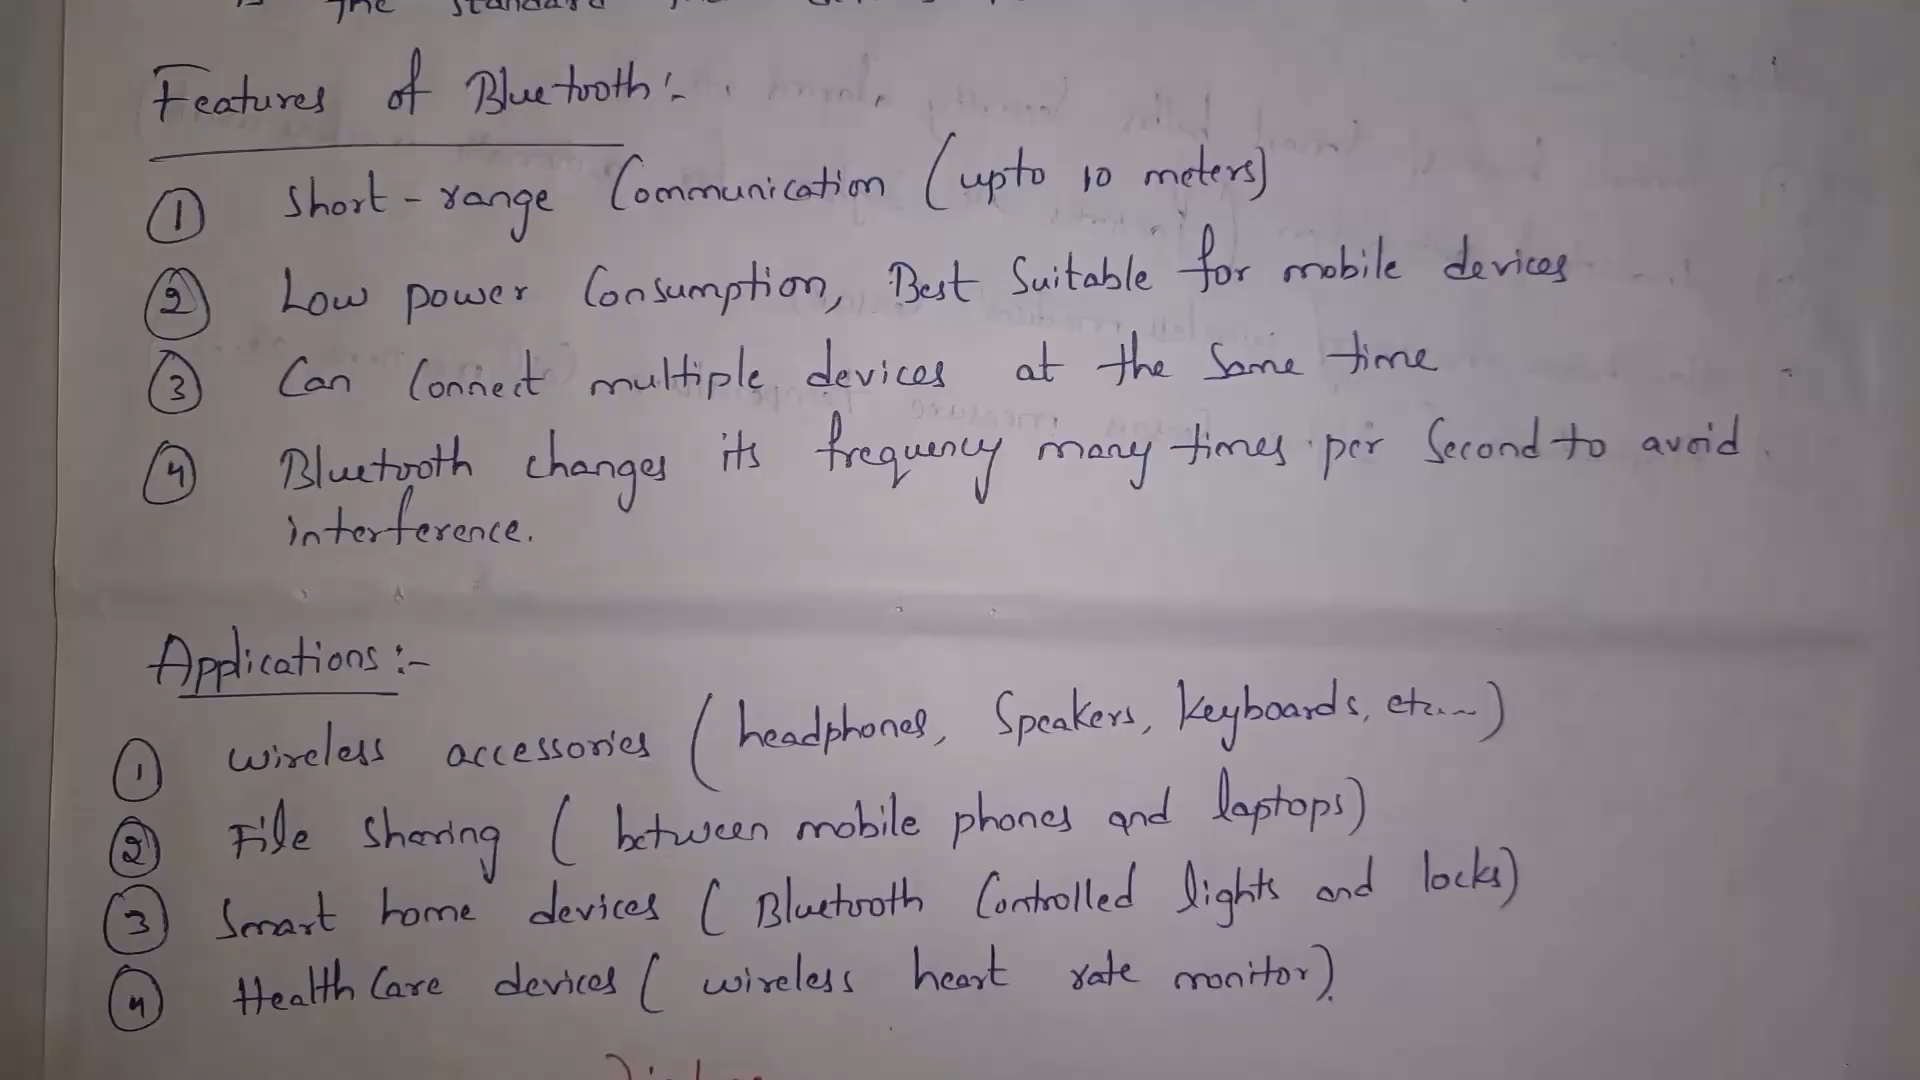 The standard
Features of Bluetooth:-
① Short-range Communication (upto 10 meters)
② Low power Consumption, Best Suitable for mobile devices
③ Can Connect multiple devices at the Same time
④ Bluetooth changes its frequency many times per Second to avoid
interference.
Applications:-
① wireless accessories (headphones, Speakers, Keyboards, etc....)
② File Sharing (between mobile phones and laptops)
③ Smart home devices (Bluetooth Controlled lights and locks)
④ Health Care devices (wireless heart rate monitor).